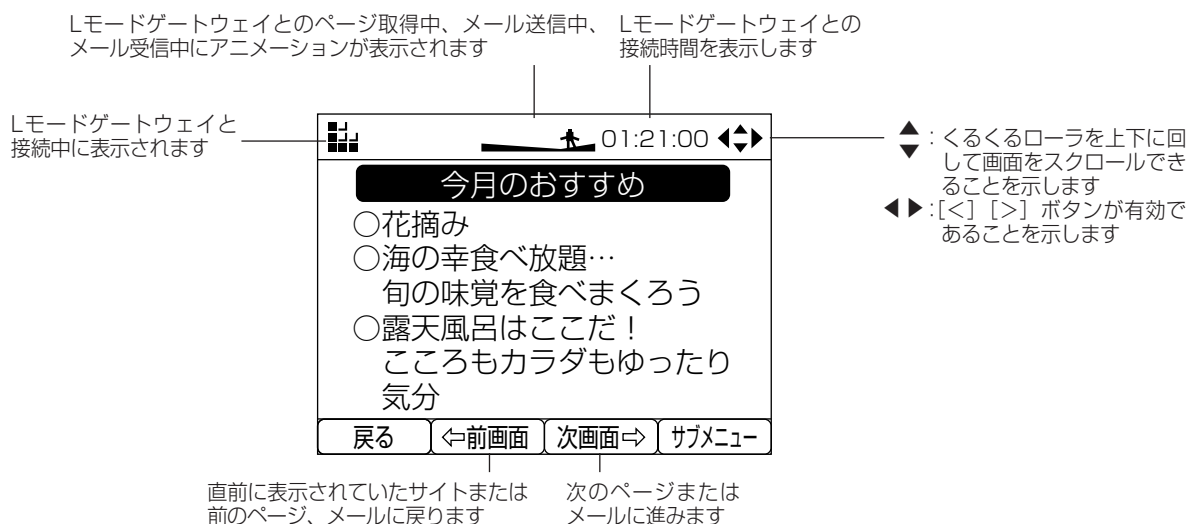 Lモードゲートウェイとのページ取得中、メール送信中、
メール受信中にアニメーションが表示されます
Lモードゲートウェイとの
接続時間を表示します
Lモードゲートウェイと
接続中に表示されます
01:21:00
▲▼:くるくるローラを上下に回
して画面をスクロールでき
ることを示します
◀▶:[<] [>] ボタンが有効で
あることを示します
今月のおすすめ
○花摘み
○海の幸食べ放題…
旬の味覚を食べまくろう
○露天風呂はここだ!
こころもカラダもゆったり
気分
戻る ⇦前画面 次画面⇨ サブメニュー
直前に表示されていたサイトまたは
前のページ、メールに戻ります
次のページまたは
メールに進みます